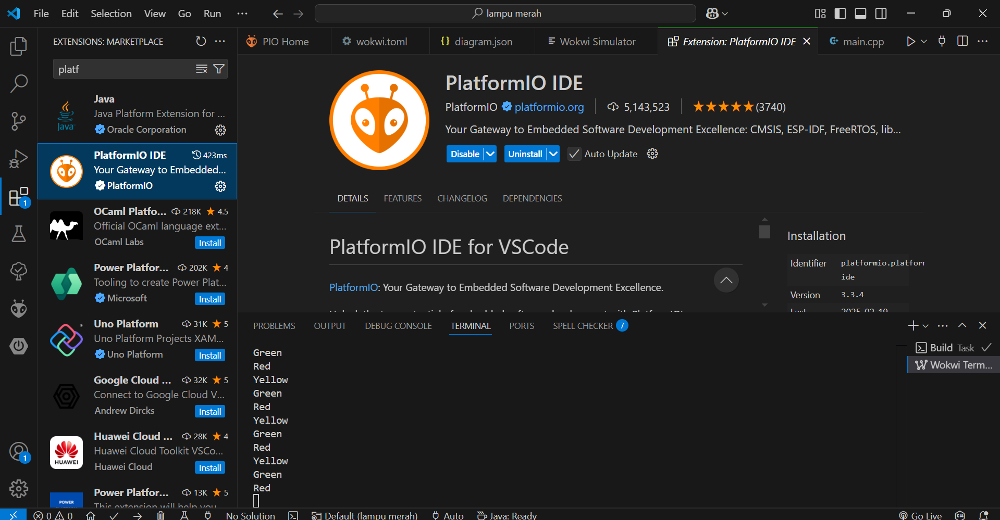 File Edit Selection View Go Run ··· lampu merah
EXTENSIONS: MARKETPLACE
platf
Java
Java Platform Extension for ...
Oracle Corporation
PlatformIO IDE 423ms
Your Gateway to Embedded...
PlatformIO
OCaml Platfo... 218K 4.5
Official OCaml language ext...
OCaml Labs Install
Power Platfor... 202K 4
Tooling to create Power Plat...
Microsoft Install
Uno Platform 31K 5
Uno Platform Projects XAM...
Uno Platform Install
Google Cloud ... 32K 5
Connect to Google Cloud V...
Andrew Dircks Install
Huawei Cloud ... 28K 4
Huawei Cloud Toolkit VSCo...
Huawei Cloud Install
HUAWEI
Power Platfor... 13K 5
This extension will help you
POWER
1
1
PIO Home wokwi.toml diagram.json Wokwi Simulator Extension: PlatformIO IDE main.cpp
PlatformIO IDE
PlatformIO platformio.org 5,143,523 (3740)
Your Gateway to Embedded Software Development Excellence: CMSIS, ESP-IDF, FreeRTOS, lib...
Disable Uninstall Auto Update
DETAILS FEATURES CHANGELOG DEPENDENCIES
PlatformIO IDE for VSCode
PlatformIO: Your Gateway to Embedded Software Development Excellence.
Installation
Identifier platformio.platform
ide
Version 3.3.4
Last 2025-02-19
PROBLEMS OUTPUT DEBUG CONSOLE TERMINAL PORTS SPELL CHECKER 7
Green
Red
Yellow
Green
Red
Yellow
Green
Red
Yellow
Green
Red
Build Task
Wokwi Term...
0 0 No Solution Default (lampu merah) Auto Java: Ready Go Live